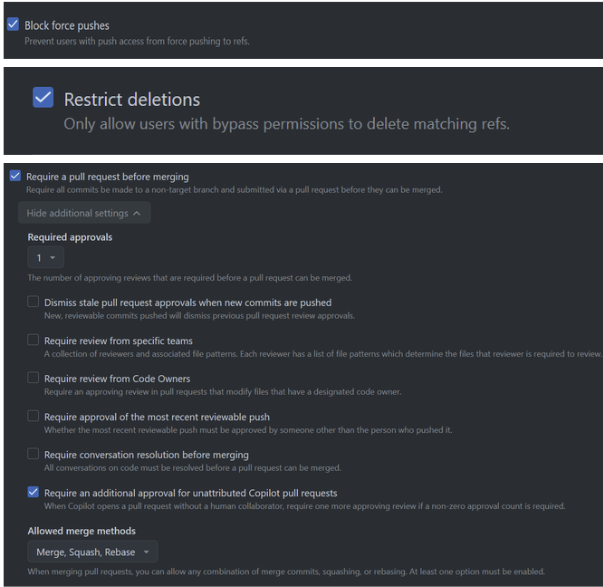 Block force pushes
Prevent users with push access from force pushing to refs.
Restrict deletions
Only allow users with bypass permissions to delete matching refs.
Require a pull request before merging
Require all commits be made to a non-target branch and submitted via a pull request before they can be merged.
Hide additional settings
Required approvals
1
The number of approving reviews that are required before a pull request can be merged.
Dismiss stale pull request approvals when new commits are pushed
New, reviewable commits pushed will dismiss previous pull request review approvals.
Require review from specific teams
A collection of reviewers and associated file patterns. Each reviewer has a list of file patterns which determine the files that reviewer is required to review.
Require review from Code Owners
Require an approving review in pull requests that modify files that have a designated code owner.
Require approval of the most recent reviewable push
Whether the most recent reviewable push must be approved by someone other than the person who pushed it.
Require conversation resolution before merging
All conversations on code must be resolved before a pull request can be merged.
Require an additional approval for unattributed Copilot pull requests
When Copilot opens a pull request without a human collaborator, require one more approving review if a non-zero approval count is required.
Allowed merge methods
Merge, Squash, Rebase
When merging pull requests, you can allow any combination of merge commits, squashing, or rebasing. At least one option must be enabled.